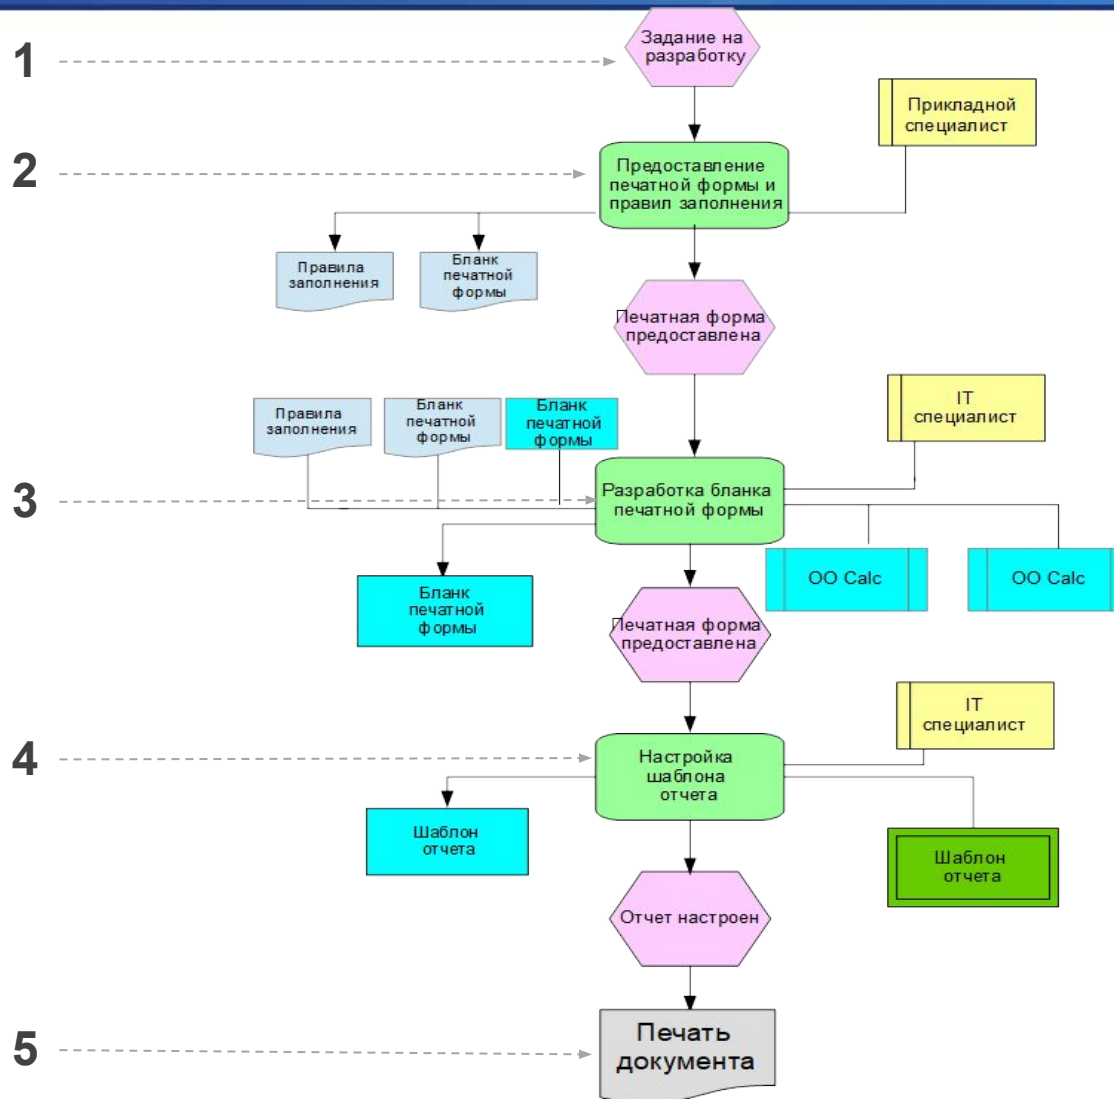 1
Задание на
разработку
Прикладной
специалист
2
Предоставление
печатной формы и
правил заполнения
Правила
заполнения
Бланк
печатной
формы
Печатная форма
предоставлена
IT
специалист
Правила
заполнения
Бланк
печатной
формы
Бланк
печатной
формы
3
Разработка бланка
печатной формы
OO Calc
OO Calc
Бланк
печатной
формы
Печатная форма
предоставлена
IT
специалист
4
Настройка
шаблона
отчета
Шаблон
отчета
Шаблон
отчета
Отчет настроен
5
Печать
документа